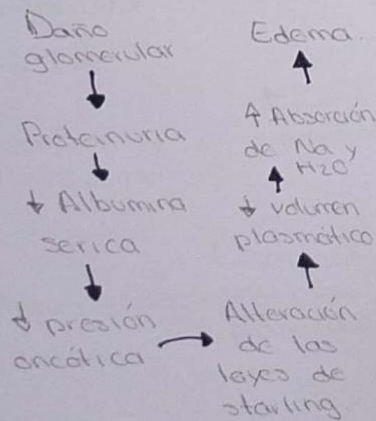 Daño
glomerular
Proteinuria
↓ Albumina
serica
↓ presión
oncótica
Alteración
de las
leyes de
starling
↓ volumen
plasmático
↑ Absorción
de Na y
H2O
Edema.